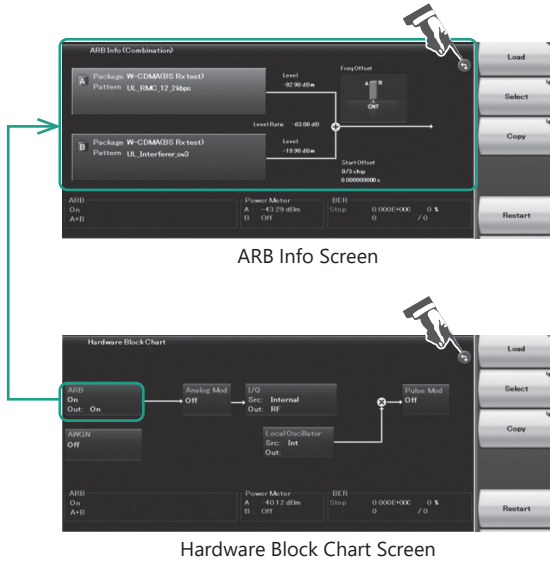 ARB Info (Combination)
Load
Select
Copy
Restart
A
Package W-CDMA(BS Rx test)
Pattern UL_RMC_12_2kbps
Level
-82.90 dBm
Freq Offset
A B
CNT
Level Ratio -63.00 dB
B
Package W-CDMA(BS Rx test)
Pattern UL_Interferer_ov3
Level
-19.90 dBm
Start Offset
0/3 chip
0.000000000 s
ARB
On
A+B
Power Meter
A : -43.29 dBm
B : Off
BER
Stop 0.000E+000 0 %
0 / 0
ARB Info Screen
Hardware Block Chart
Load
Select
Copy
Restart
ARB
On
Out: On
Analog Mod
Off
I/Q
Src: Internal
Out: RF
Pulse Mod
Off
AWGN
Off
Local Oscillator
Src: Int
Out:
ARB
On
A+B
Power Meter
A : -40.12 dBm
B : Off
BER
Stop 0.000E+000 0 %
0 / 0
Hardware Block Chart Screen